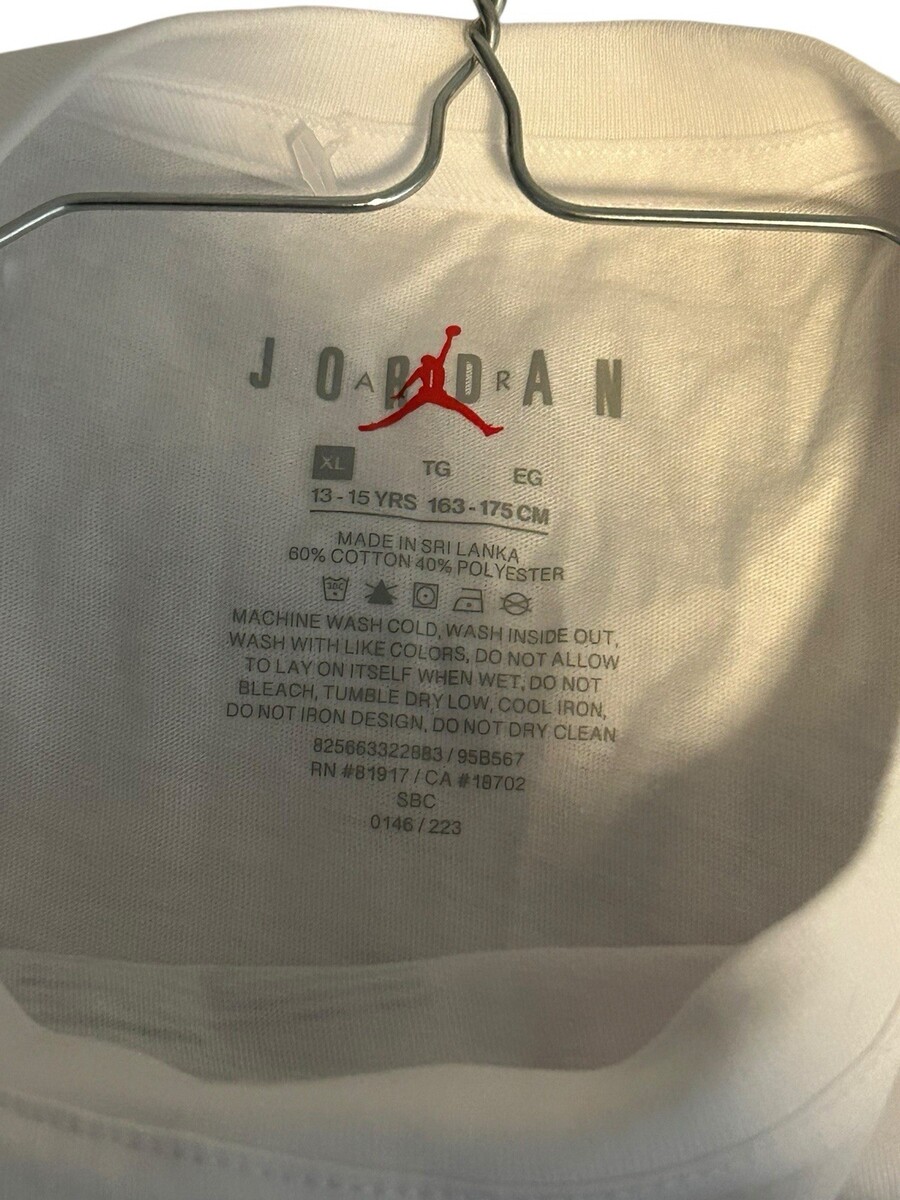 JORDAN
AIR
XL TG EG
13 - 15 YRS 163 - 175 CM
MADE IN SRI LANKA
60% COTTON 40% POLYESTER
30C
MACHINE WASH COLD, WASH INSIDE OUT,
WASH WITH LIKE COLORS, DO NOT ALLOW
TO LAY ON ITSELF WHEN WET, DO NOT
BLEACH, TUMBLE DRY LOW, COOL IRON,
DO NOT IRON DESIGN, DO NOT DRY CLEAN
825663322883 / 95B567
RN #81917 / CA #18702
SBC
0146 / 223